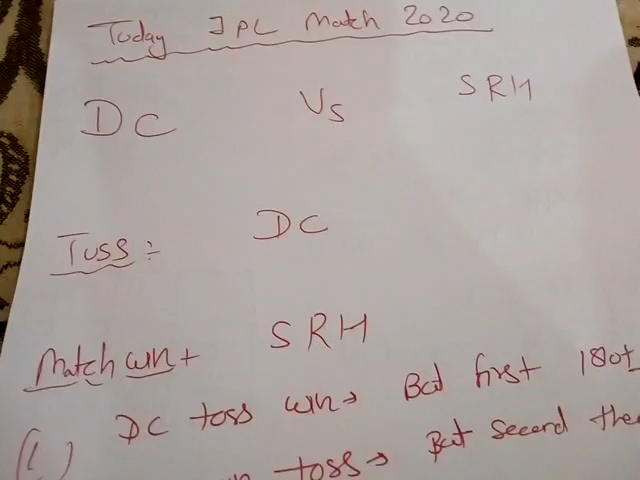 Today IPL Match 2020
DC Vs SRH
Toss :- DC
Match win + SRH
(1) DC toss win → Bat first 180+
toss → Bat second the